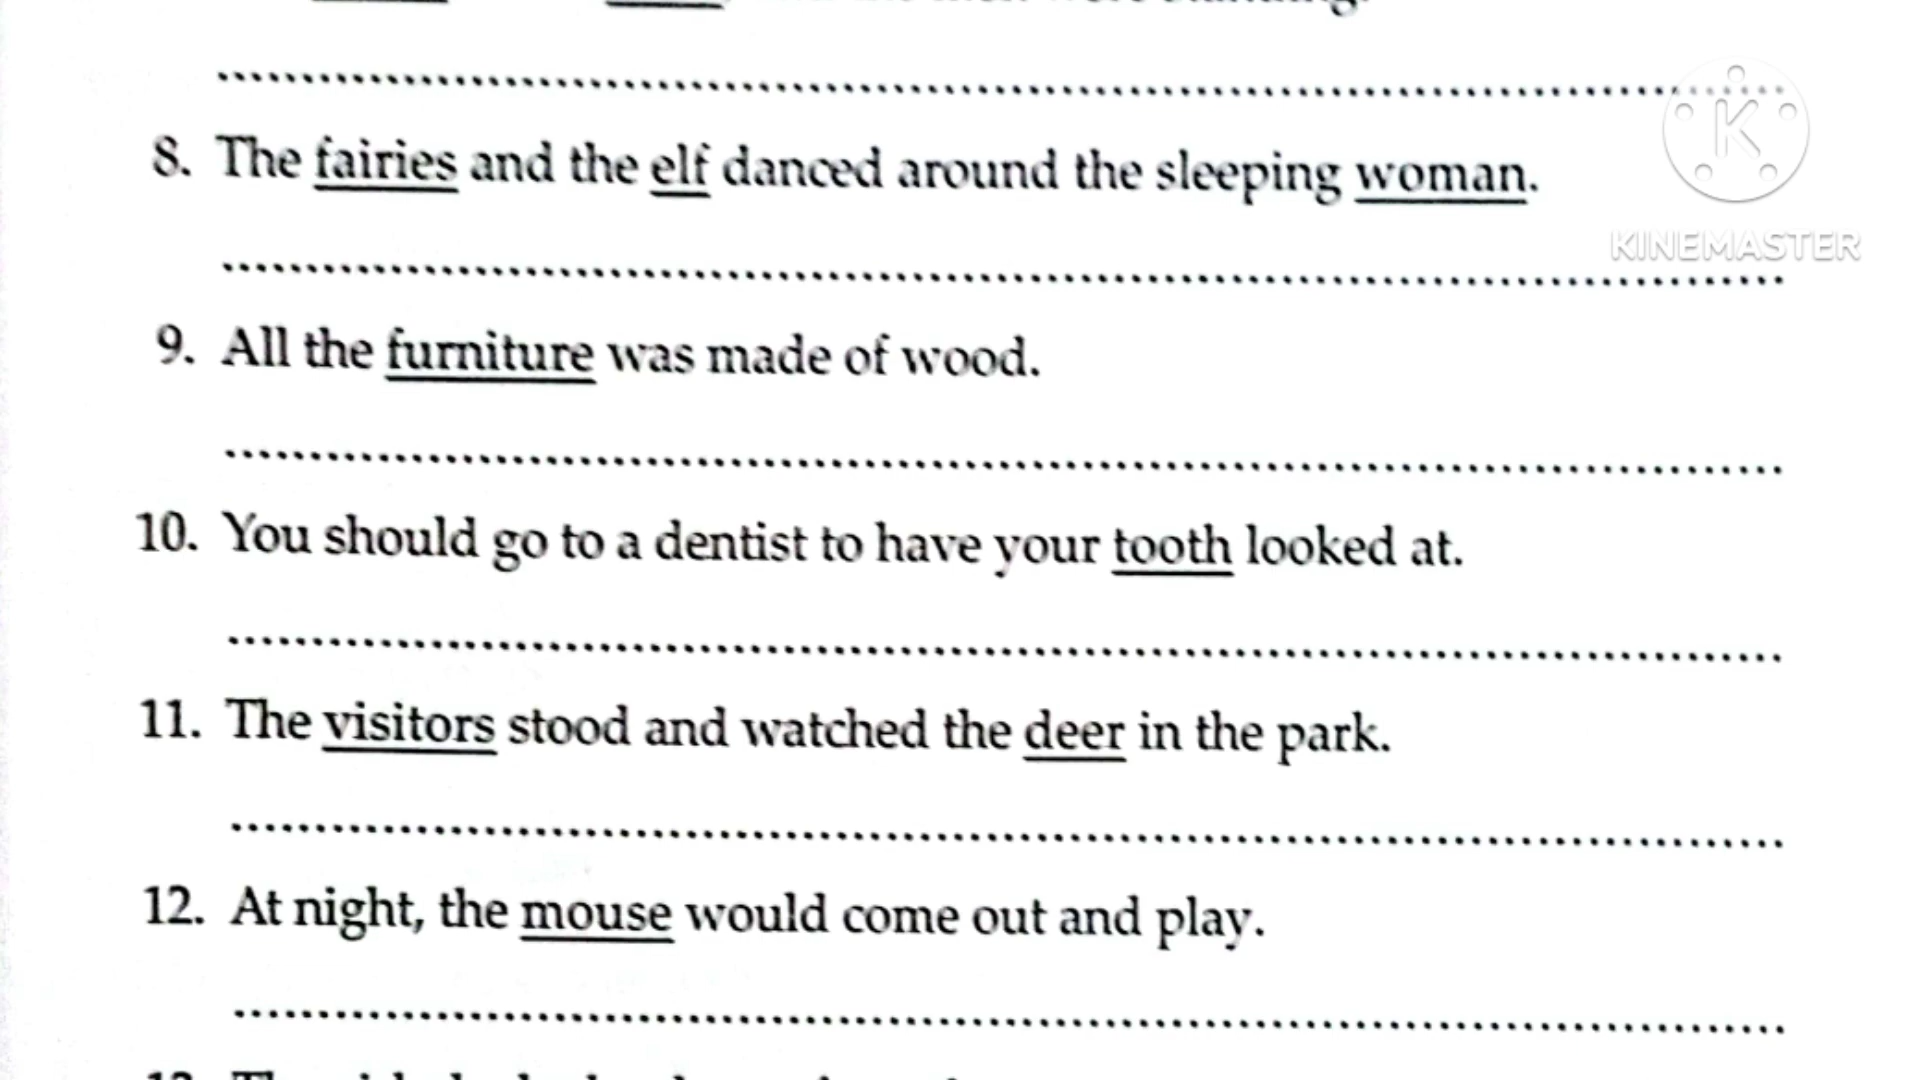 8. The fairies and the elf danced around the sleeping woman.
KINEMASTER
9. All the furniture was made of wood.
10. You should go to a dentist to have your tooth looked at.
11. The visitors stood and watched the deer in the park.
12. At night, the mouse would come out and play.